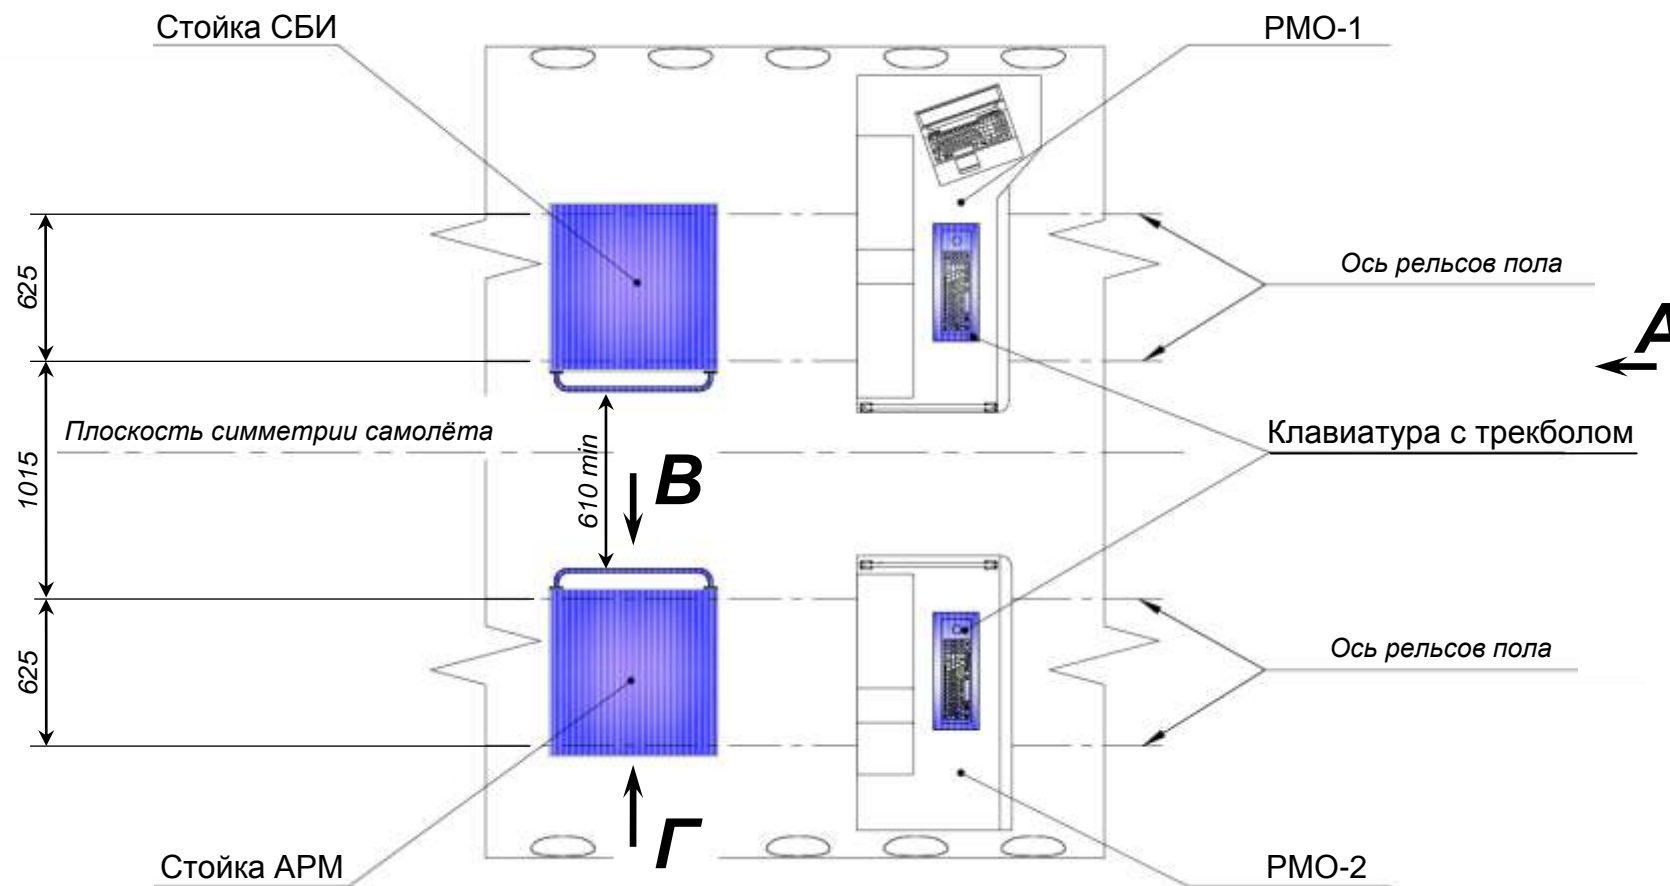 Стойка СБИ
РМО-1
625
Ось рельсов пола
А
Плоскость симметрии самолёта
Клавиатура с трекболом
1015
610 min
В
625
Ось рельсов пола
Г
Стойка АРМ
РМО-2